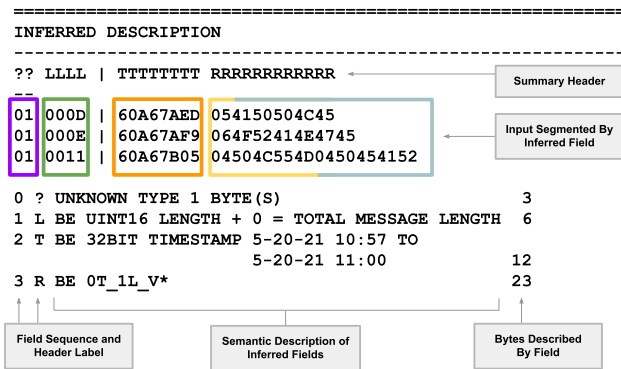 ================================================
INFERRED DESCRIPTION
------------------------------------------------
?? LLLL | TTTTTTTT RRRRRRRRRRRR
--
01 000D | 60A67AED 054150504C45
01 000E | 60A67AF9 064F52414E4745
01 0011 | 60A67B05 04504C554D0450454152
0 ? UNKNOWN TYPE 1 BYTE(S) 3
1 L BE UINT16 LENGTH + 0 = TOTAL MESSAGE LENGTH 6
2 T BE 32BIT TIMESTAMP 5-20-21 10:57 TO
5-20-21 11:00 12
3 R BE 0T_1L_V* 23
Summary Header
Input Segmented By
Inferred Field
Field Sequence and
Header Label
Semantic Description of
Inferred Fields
Bytes Described
By Field